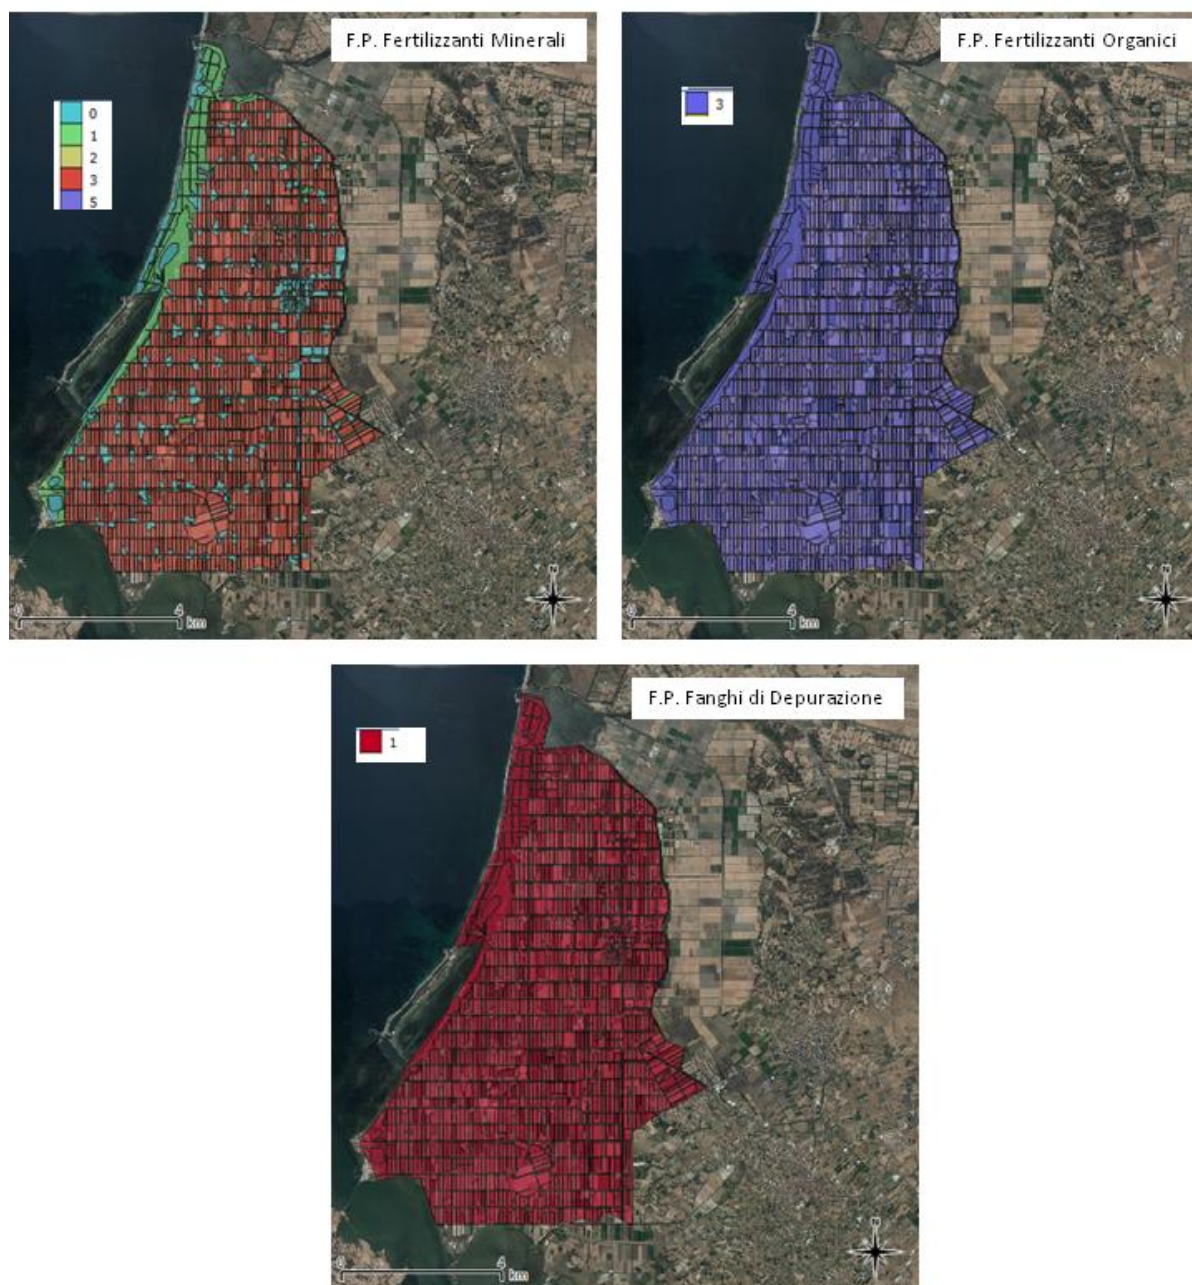 F.P. Fertilizzanti Minerali
0
1
2
3
5
N
0 4
km
F.P. Fertilizzanti Organici
3
N
0 4
km
F.P. Fanghi di Depurazione
1
N
0 4
km